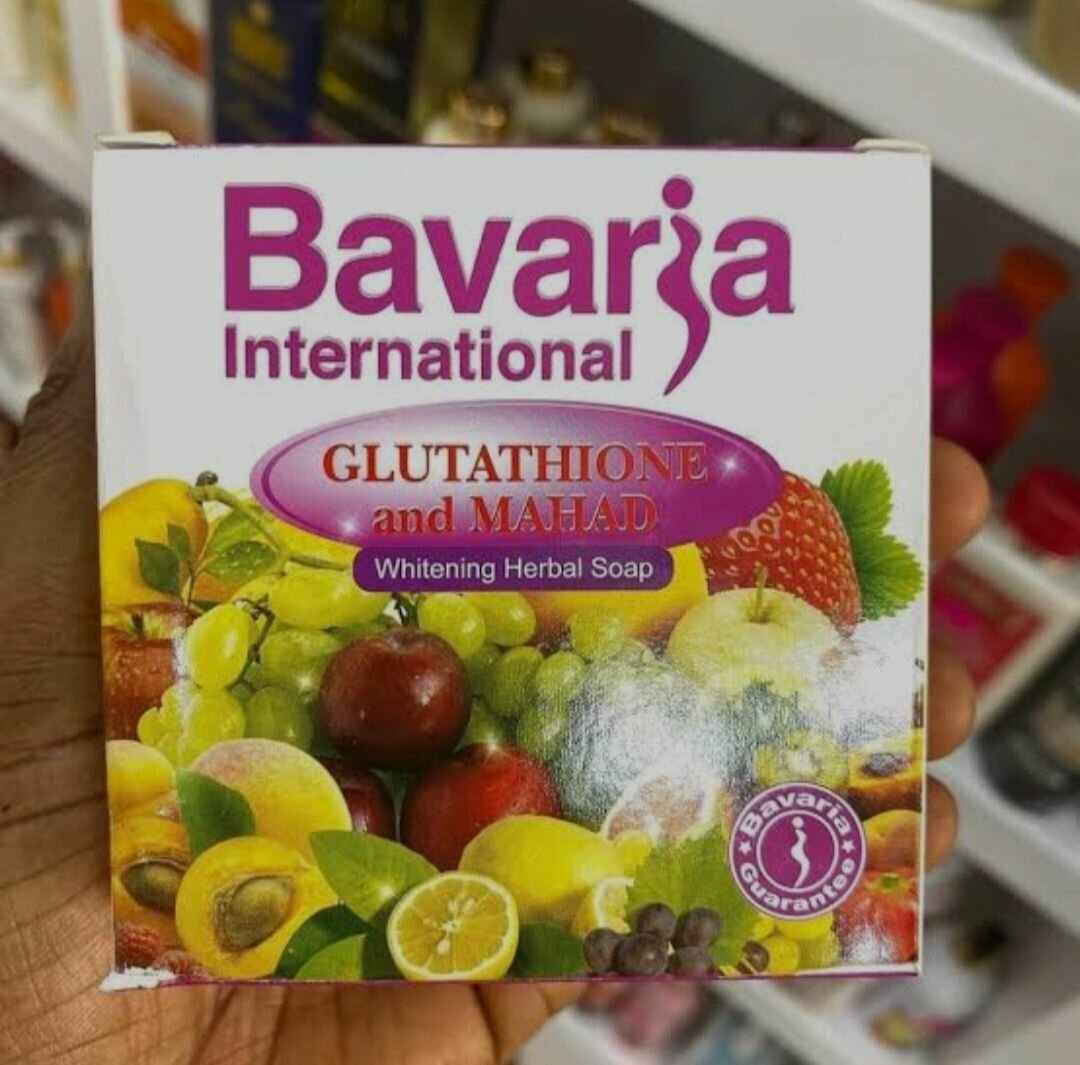 Bavaria
International
GLUTATHIONE
and MAHAD
Whitening Herbal Soap
Bavaria
Guarantee